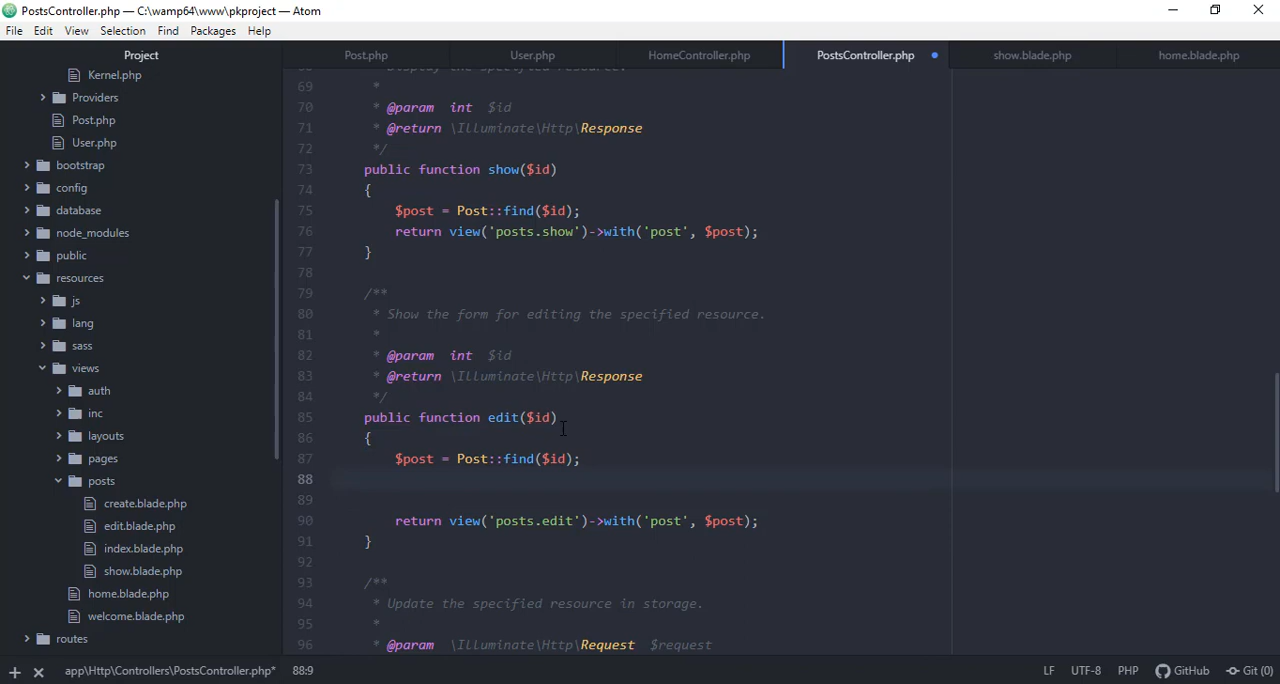 PostsController.php — C:\wamp64\www\pkproject — Atom
File Edit View Selection Find Packages Help
Project
Post.php User.php HomeController.php PostsController.php show.blade.php home.blade.php
Kernel.php
Providers
Post.php
User.php
bootstrap
config
database
node_modules
public
resources
js
lang
sass
views
auth
inc
layouts
pages
posts
create.blade.php
edit.blade.php
index.blade.php
show.blade.php
home.blade.php
welcome.blade.php
routes
68 * Display the specified resource.
69 *
70 * @param int $id
71 * @return \Illuminate\Http\Response
72 */
73 public function show($id)
74 {
75 $post = Post::find($id);
76 return view('posts.show')->with('post', $post);
77 }
78
79 /**
80 * Show the form for editing the specified resource.
81 *
82 * @param int $id
83 * @return \Illuminate\Http\Response
84 */
85 public function edit($id)
86 {
87 $post = Post::find($id);
88
89
90 return view('posts.edit')->with('post', $post);
91 }
92
93 /**
94 * Update the specified resource in storage.
95 *
96 * @param \Illuminate\Http\Request $request
app\Http\Controllers\PostsController.php* 88:9 LF UTF-8 PHP GitHub Git (0)